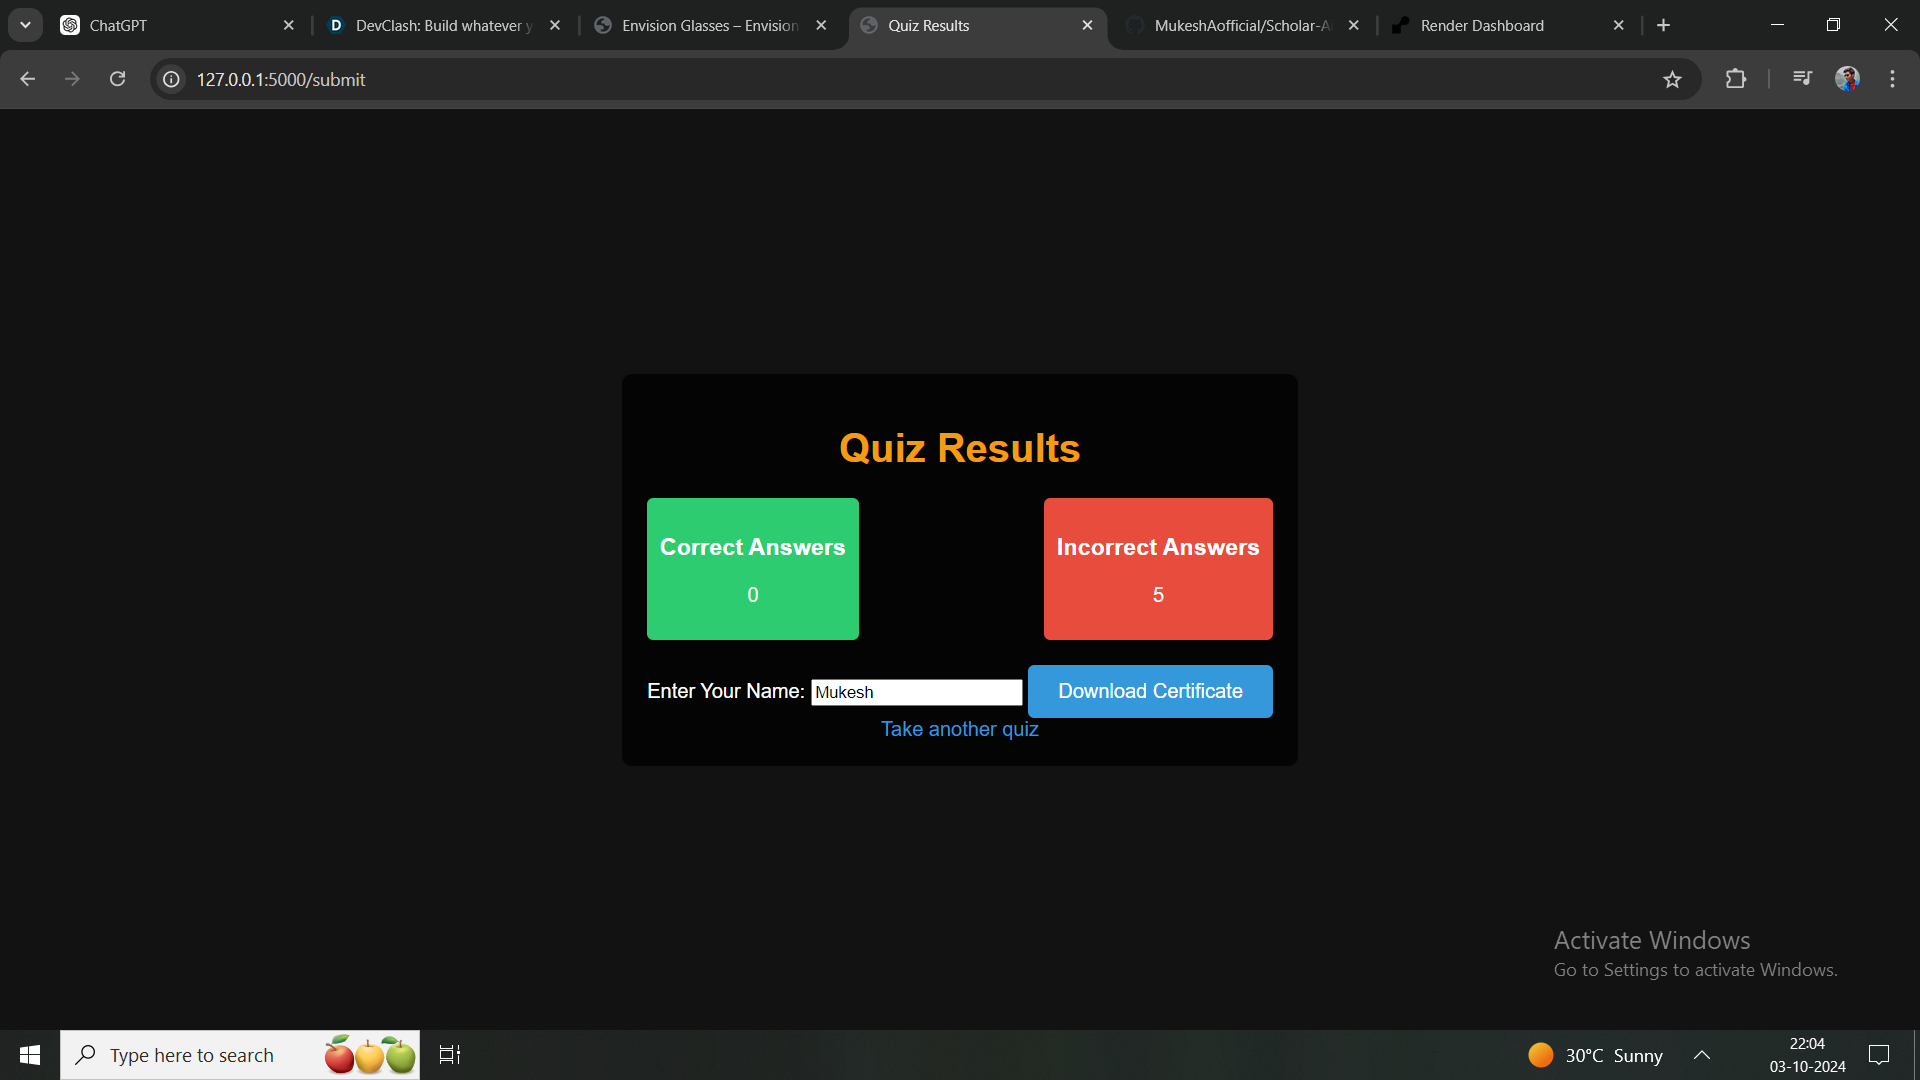 ChatGPT
DevClash: Build whatever y
Envision Glasses – Envision
Quiz Results
MukeshAofficial/Scholar-A
Render Dashboard
127.0.0.1:5000/submit
Quiz Results
Correct Answers
0
Incorrect Answers
5
Enter Your Name: Mukesh Download Certificate
Take another quiz
Activate Windows
Go to Settings to activate Windows.
Type here to search
30°C Sunny
22:04
03-10-2024